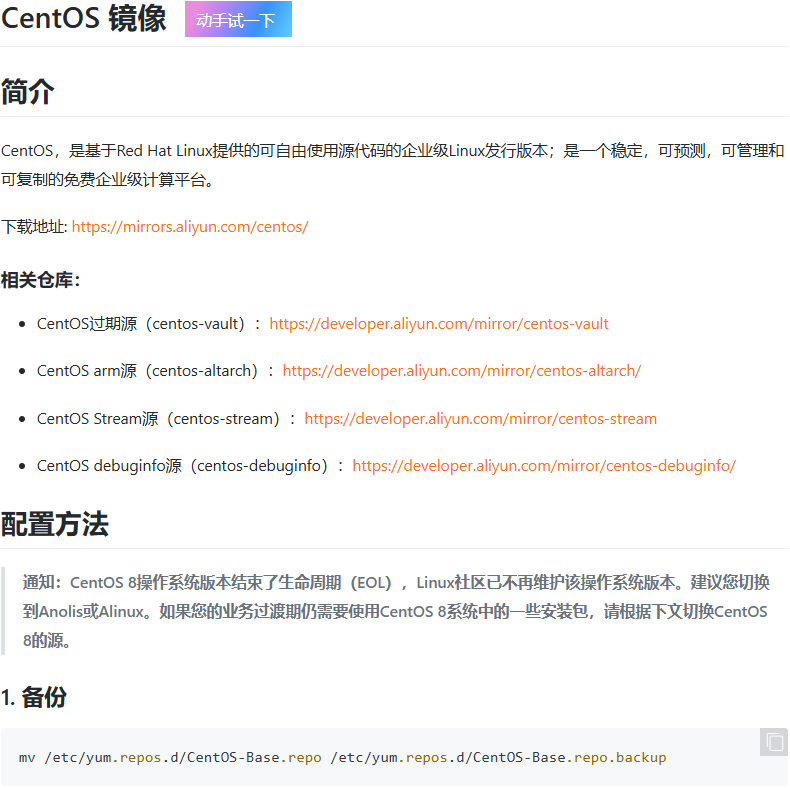 CentOS 镜像 动手试一下
简介
CentOS，是基于Red Hat Linux提供的可自由使用源代码的企业级Linux发行版本；是一个稳定，可预测，可管理和
可复制的免费企业级计算平台。
下载地址: https://mirrors.aliyun.com/centos/
相关仓库：
CentOS过期源（centos-vault）：https://developer.aliyun.com/mirror/centos-vault
CentOS arm源（centos-altarch）：https://developer.aliyun.com/mirror/centos-altarch/
CentOS Stream源（centos-stream）：https://developer.aliyun.com/mirror/centos-stream
CentOS debuginfo源（centos-debuginfo）：https://developer.aliyun.com/mirror/centos-debuginfo/
配置方法
通知：CentOS 8操作系统版本结束了生命周期（EOL），Linux社区已不再维护该操作系统版本。建议您切换
到Anolis或Alinux。如果您的业务过渡期仍需要使用CentOS 8系统中的一些安装包，请根据下文切换CentOS
8的源。
1. 备份
mv /etc/yum.repos.d/CentOS-Base.repo /etc/yum.repos.d/CentOS-Base.repo.backup